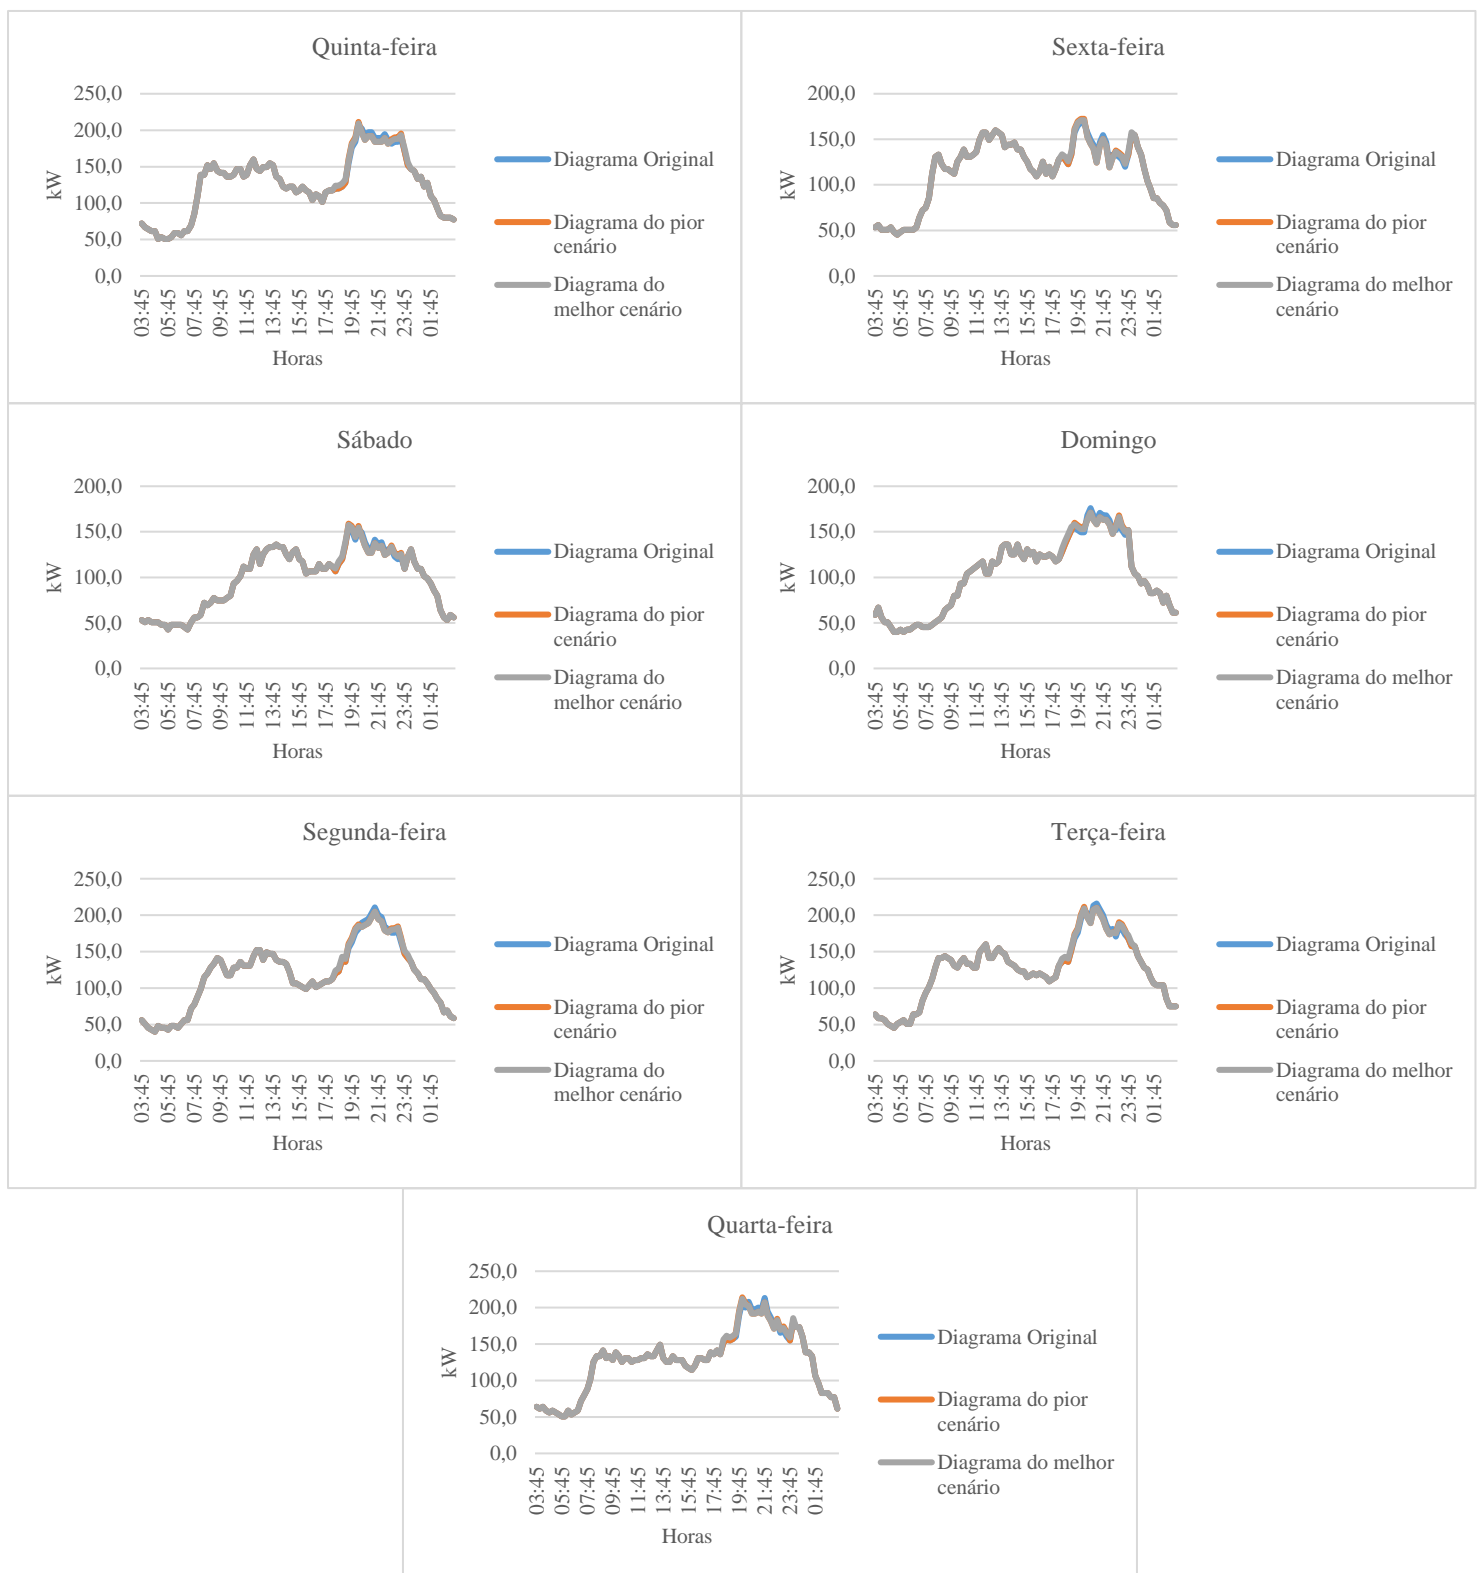 Quinta-feira
250,0
200,0
150,0
100,0
50,0
0,0
kW
03:45
05:45
07:45
09:45
11:45
13:45
15:45
17:45
19:45
21:45
23:45
01:45
Horas
Diagrama Original
Diagrama do pior
cenário
Diagrama do
melhor cenário
Sexta-feira
200,0
150,0
100,0
50,0
0,0
kW
03:45
05:45
07:45
09:45
11:45
13:45
15:45
17:45
19:45
21:45
23:45
01:45
Horas
Diagrama Original
Diagrama do pior
cenário
Diagrama do melhor
cenário
Sábado
200,0
150,0
100,0
50,0
0,0
kW
03:45
05:45
07:45
09:45
11:45
13:45
15:45
17:45
19:45
21:45
23:45
01:45
Horas
Diagrama Original
Diagrama do pior
cenário
Diagrama do
melhor cenário
Domingo
200,0
150,0
100,0
50,0
0,0
kW
03:45
05:45
07:45
09:45
11:45
13:45
15:45
17:45
19:45
21:45
23:45
01:45
Horas
Diagrama Original
Diagrama do pior
cenário
Diagrama do melhor
cenário
Segunda-feira
250,0
200,0
150,0
100,0
50,0
0,0
kW
03:45
05:45
07:45
09:45
11:45
13:45
15:45
17:45
19:45
21:45
23:45
01:45
Horas
Diagrama Original
Diagrama do pior
cenário
Diagrama do
melhor cenário
Terça-feira
250,0
200,0
150,0
100,0
50,0
0,0
kW
03:45
05:45
07:45
09:45
11:45
13:45
15:45
17:45
19:45
21:45
23:45
01:45
Horas
Diagrama Original
Diagrama do pior
cenário
Diagrama do melhor
cenário
Quarta-feira
250,0
200,0
150,0
100,0
50,0
0,0
kW
03:45
05:45
07:45
09:45
11:45
13:45
15:45
17:45
19:45
21:45
23:45
01:45
Horas
Diagrama Original
Diagrama do pior
cenário
Diagrama do melhor
cenário